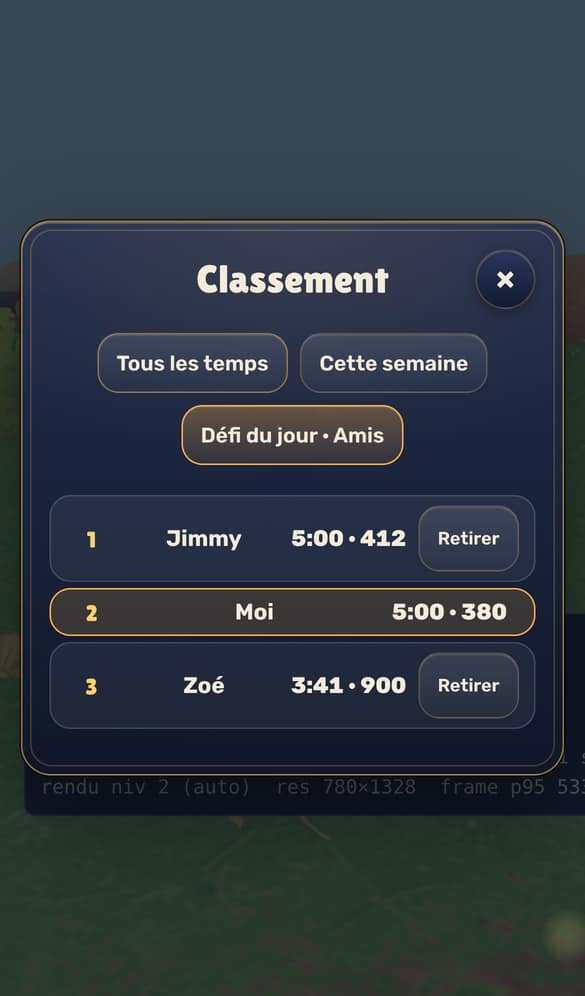 Classement
×
Tous les temps
Cette semaine
Défi du jour • Amis
1 Jimmy 5:00 • 412 Retirer
2 Moi 5:00 • 380
3 Zoé 3:41 • 900 Retirer
rendu niv 2 (auto) res 780×1328 frame p95 533